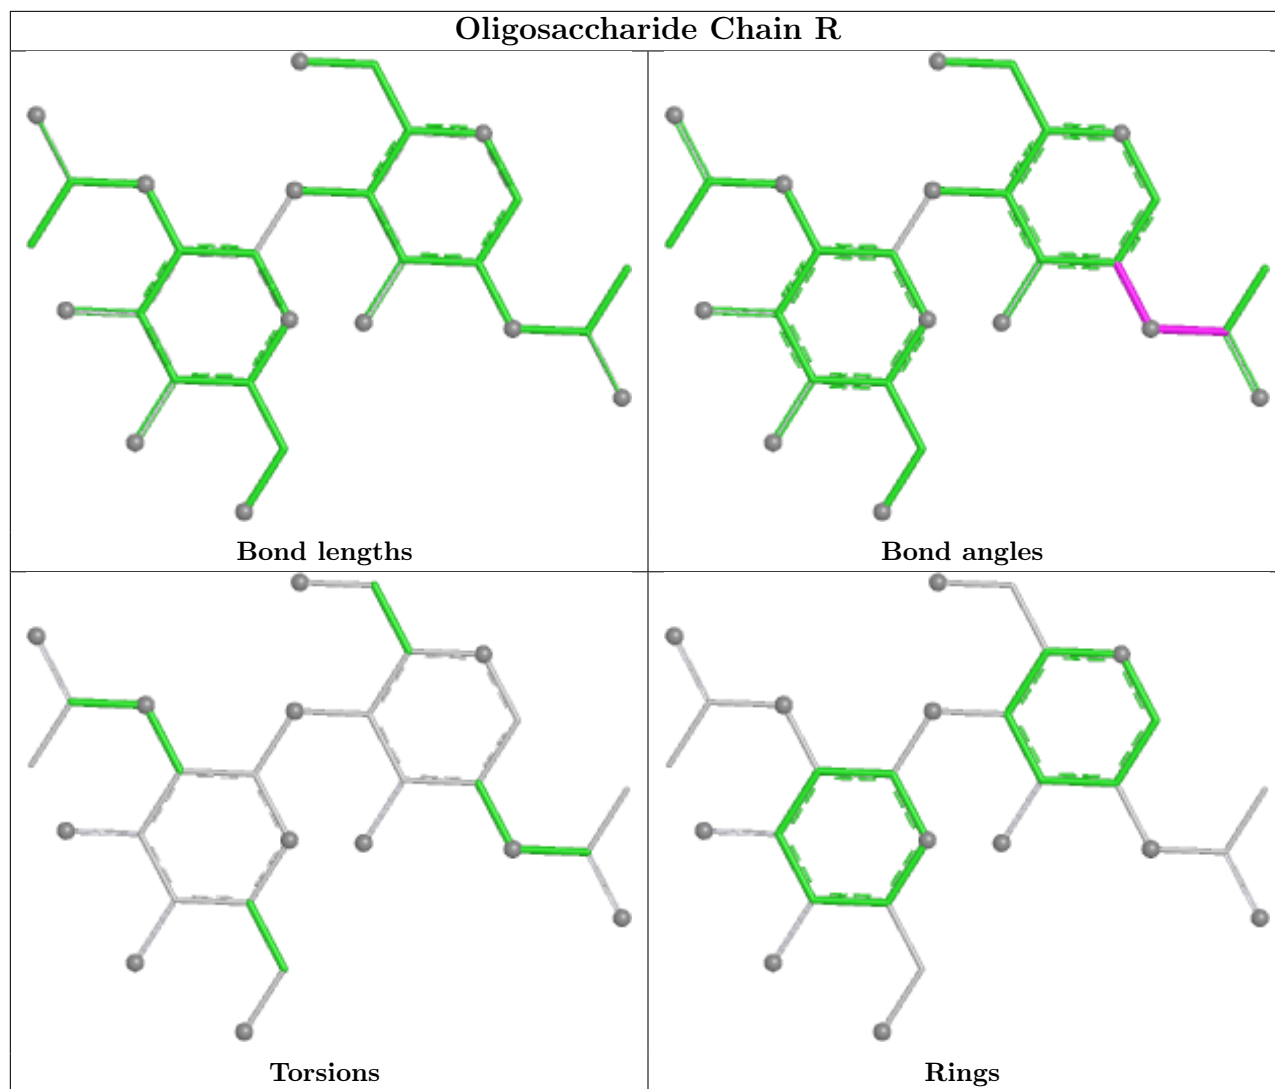 Oligosaccharide Chain R
Bond lengths
Bond angles
Torsions
Rings